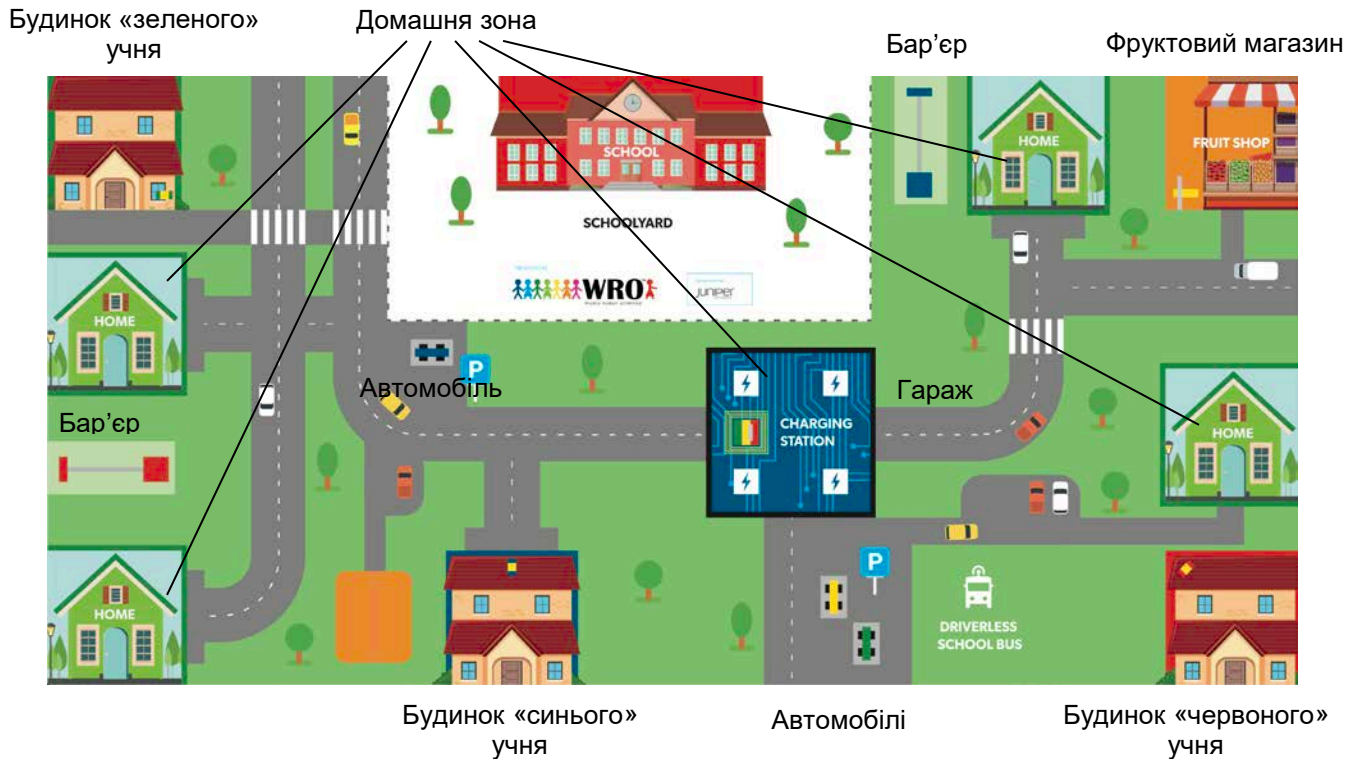 Будинок «зеленого»
учня
Домашня зона
Бар’єр
Фруктовий магазин
HOME
SCHOOL
FRUIT SHOP
SCHOOLYARD
WRO
JUNIPER
HOME
P
Автомобіль
Гараж
Бар’єр
CHARGING
STATION
HOME
HOME
P
DRIVERLESS
SCHOOL BUS
Будинок «синього»
учня
Автомобілі
Будинок «червоного»
учня